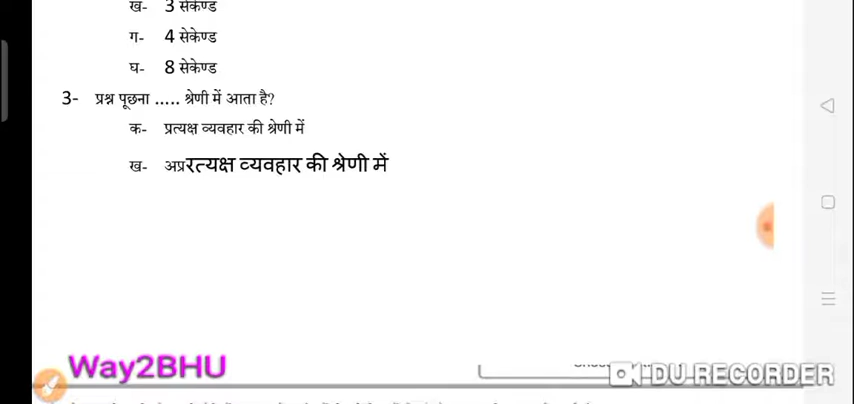 ख- 3 सेकेण्ड
ग- 4 सेकेण्ड
घ- 8 सेकेण्ड
3- प्रश्न पूछना ..... श्रेणी में आता है?
क- प्रत्यक्ष व्यवहार की श्रेणी में
ख- अप्ररत्यक्ष व्यवहार की श्रेणी में
Way2BHU
DU RECORDER